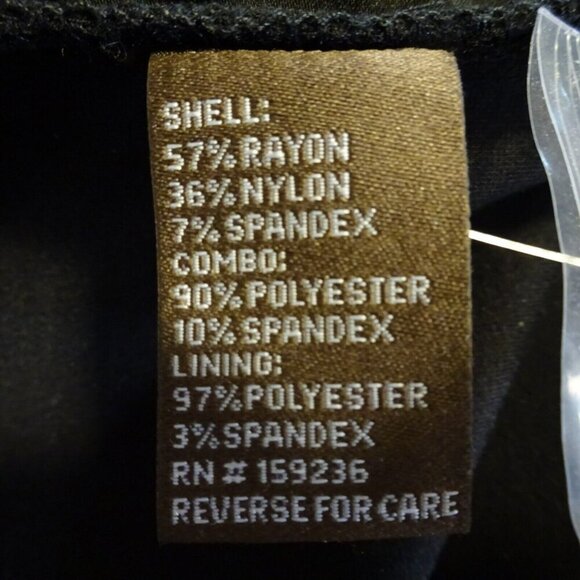 SHELL:
57% RAYON
36% NYLON
7% SPANDEX
COMBO:
90% POLYESTER
10% SPANDEX
LINING:
97% POLYESTER
3% SPANDEX
RN # 159236
REVERSE FOR CARE